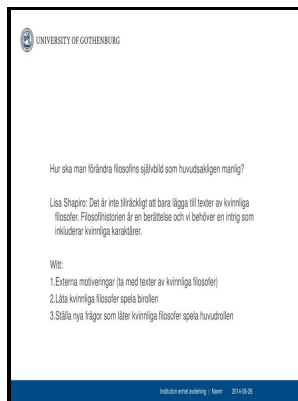 UNIVERSITY OF GOTHENBURG
Hur ska man förändra filosofins självbild som huvudsakligen manlig?
Lisa Shapiro: Det är inte tillräckligt att bara lägga till texter av kvinnliga
filosofer. Filosofihistorien är en berättelse och vi behöver en intrig som
inkluderar kvinnliga karaktärer.
Witt:
1.Externa motiveringar (ta med texter av kvinnliga filosofer)
2.Låta kvinnliga filosofer spela birollen
3.Ställa nya frågor som låter kvinnliga filosofer spela huvudrollen
Institution enhet avdelning | Namn 2014-08-28